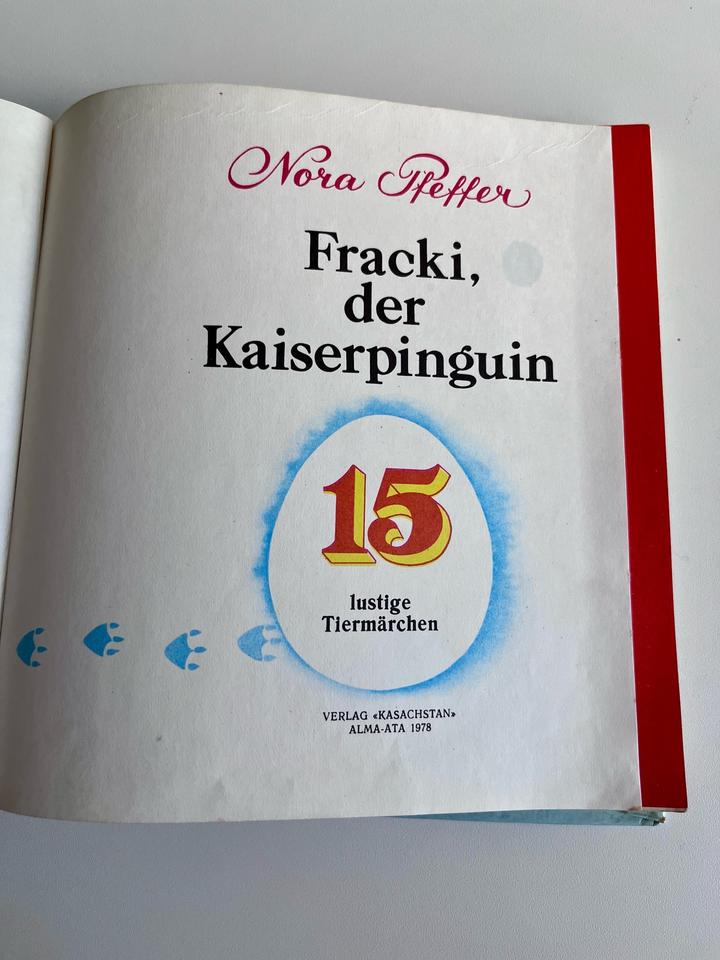 Nora Pfeffer
Fracki,
der
Kaiserpinguin
15
lustige
Tiermärchen
VERLAG «KASACHSTAN»
ALMA-ATA 1978